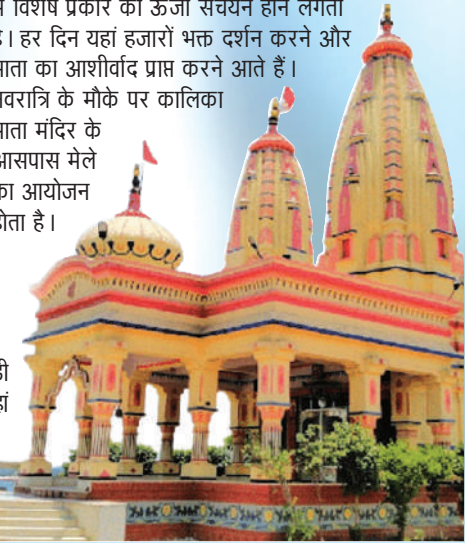 विशेष प्रकार की ऊर्जा संचयन होने लगती
है। हर दिन यहां हजारों भक्त दर्शन करने और
माता का आशीर्वाद प्राप्त करने आते हैं।
नवरात्रि के मौके पर कालिका
माता मंदिर के
आसपास मेले
का आयोजन
होता है।